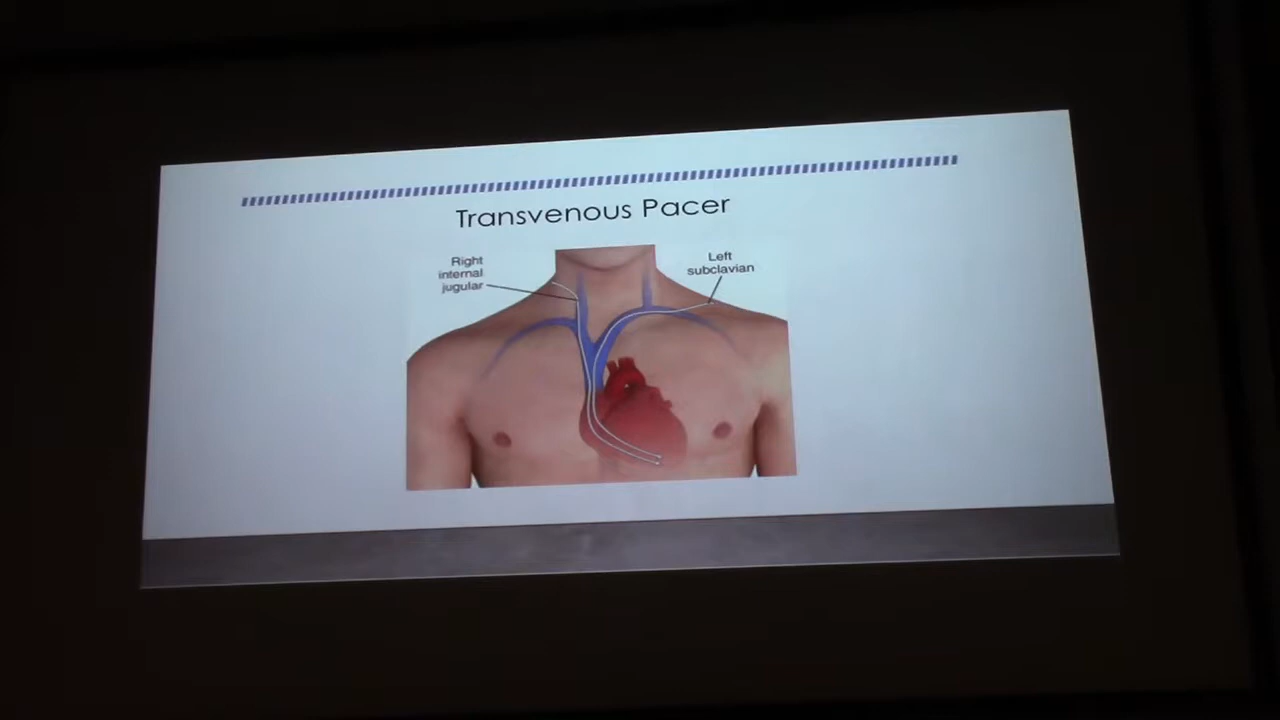 Transvenous Pacer
Right
internal
jugular
Left
subclavian